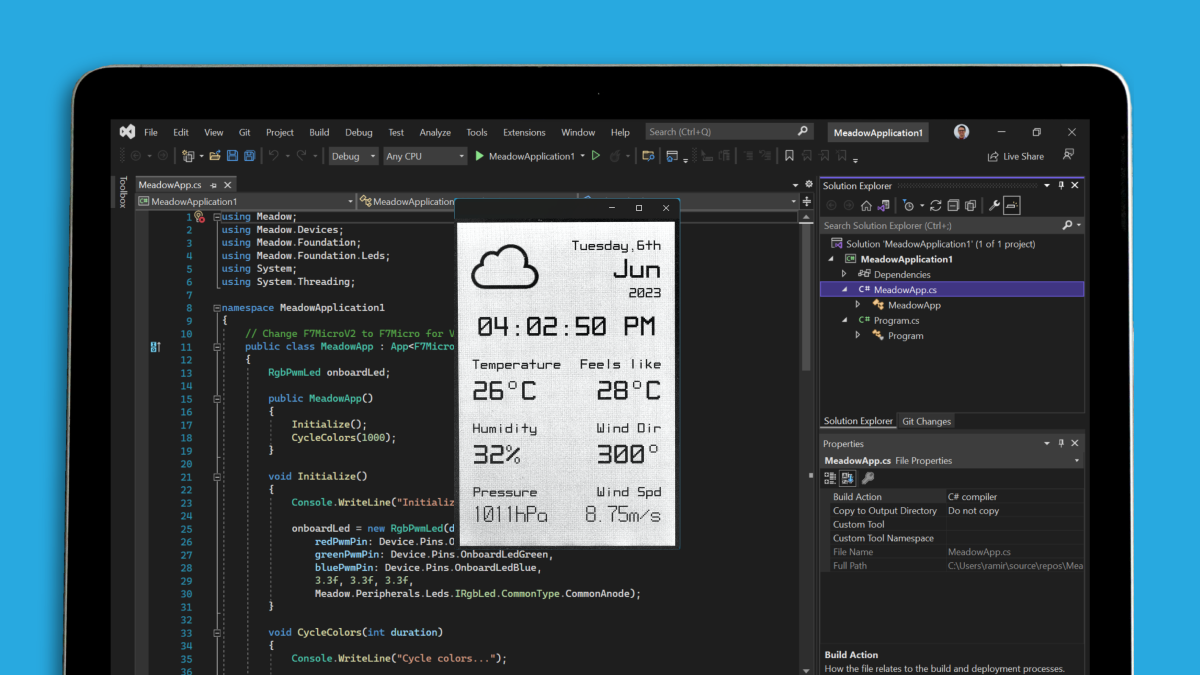 File Edit View Git Project Build Debug Test Analyze Tools Extensions Window Help Search (Ctrl+Q) MeadowApplication1
Debug Any CPU MeadowApplication1 Live Share
Toolbox
MeadowApp.cs
MeadowApplication1 MeadowApplication
1 using Meadow;
2 using Meadow.Devices;
3 using Meadow.Foundation;
4 using Meadow.Foundation.Leds;
5 using System;
6 using System.Threading;
7
8 namespace MeadowApplication1
9 {
10 // Change F7MicroV2 to F7Micro for V
11 public class MeadowApp : App<F7Micro
12 {
13 RgbPwmLed onboardLed;
14
15 public MeadowApp()
16 {
17 Initialize();
18 CycleColors(1000);
19 }
20
21 void Initialize()
22 {
23 Console.WriteLine("Initializ
24
25 onboardLed = new RgbPwmLed(d
26 redPwmPin: Device.Pins.O
27 greenPwmPin: Device.Pins.OnboardLedGreen,
28 bluePwmPin: Device.Pins.OnboardLedBlue,
29 3.3f, 3.3f, 3.3f,
30 Meadow.Peripherals.Leds.IRgbLed.CommonType.CommonAnode);
31 }
32
33 void CycleColors(int duration)
34 {
35 Console.WriteLine("Cycle colors...");
36
Tuesday,6th
Jun
2023
04:02:50 PM
Temperature Feels like
26°C 28°C
Humidity Wind Dir
32% 300°
Pressure Wind Spd
1011hPa 8.75m/s
Solution Explorer
Search Solution Explorer (Ctrl+;)
Solution 'MeadowApplication1' (1 of 1 project)
C# MeadowApplication1
Dependencies
C# MeadowApp.cs
MeadowApp
C# Program.cs
Program
Solution Explorer Git Changes
Properties
MeadowApp.cs File Properties
Build Action C# compiler
Copy to Output Directory Do not copy
Custom Tool
Custom Tool Namespace
File Name MeadowApp.cs
Full Path C:\Users\ramir\source\repos\Mea
Build Action
How the file relates to the build and deployment processes.